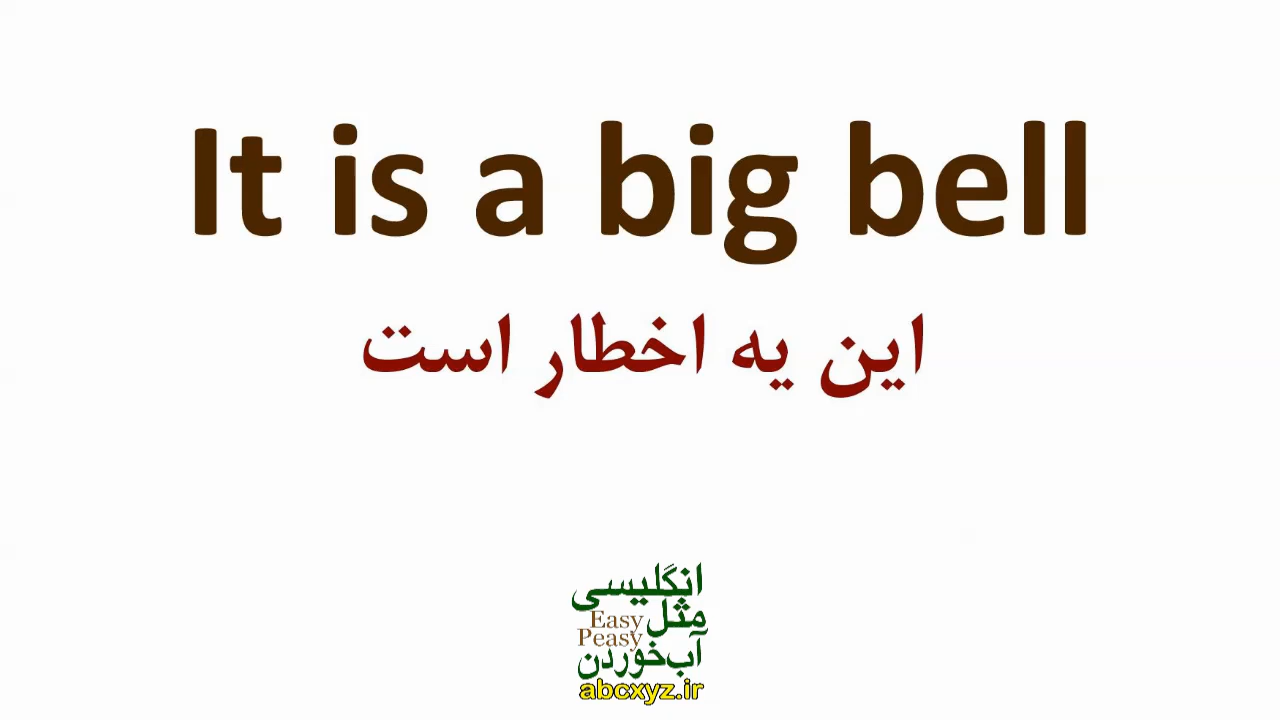 It is a big bell
این یه اخطار است
انگلیسی
مثل
Easy
Peasy
آب خوردن
abcxyz.ir